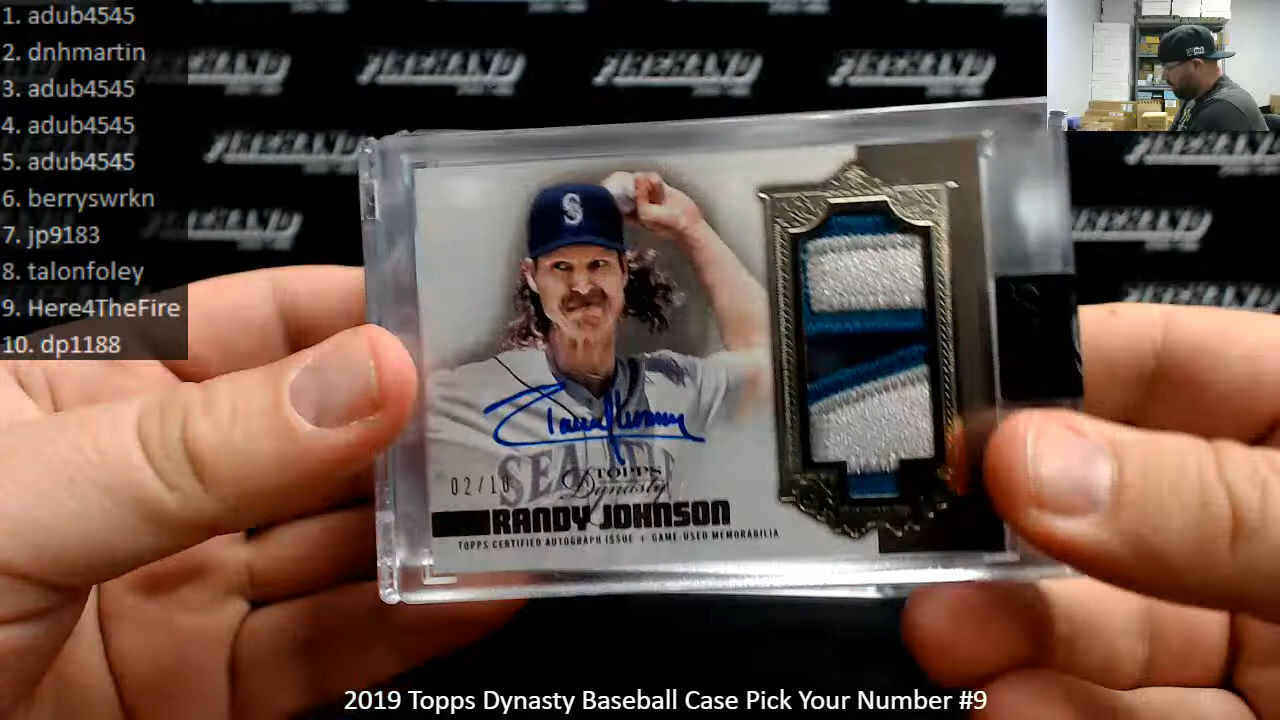 1. adub4545
2. dnhmartin
3. adub4545
4. adub4545
5. adub4545
6. berryswrkn
7. jp9183
8. talonfoley
9. Here4TheFire
10. dp1188
S
02/10
TOPPS
Dynasty
RANDY JOHNSON
TOPPS CERTIFIED AUTOGRAPH ISSUE | GAME-USED MEMORABILIA
2019 Topps Dynasty Baseball Case Pick Your Number #9